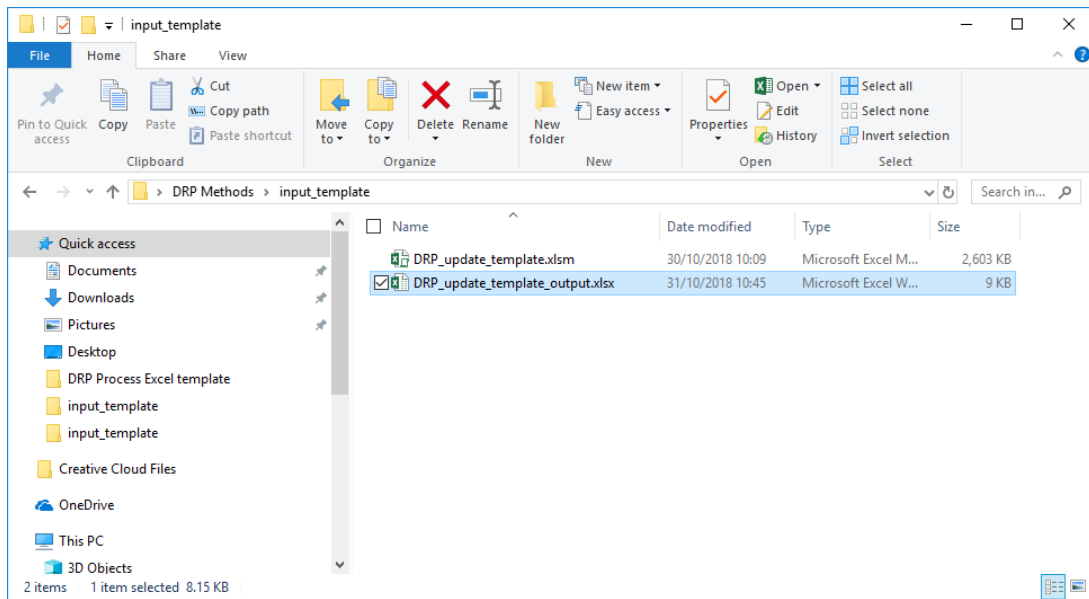 input_template
File Home Share View
Pin to Quick access Copy Paste Cut Copy path Paste shortcut
Move to Copy to Delete Rename
New folder New item Easy access
Properties Open Edit History
Select all Select none Invert selection
Clipboard Organize New Open Select
DRP Methods > input_template Search in...
Name Date modified Type Size
Quick access
DRP_update_template.xlsm 30/10/2018 10:09 Microsoft Excel M... 2,603 KB
Documents
DRP_update_template_output.xlsx 31/10/2018 10:45 Microsoft Excel W... 9 KB
Downloads
Pictures
Desktop
DRP Process Excel template
input_template
input_template
Creative Cloud Files
OneDrive
This PC
3D Objects
2 items 1 item selected 8.15 KB